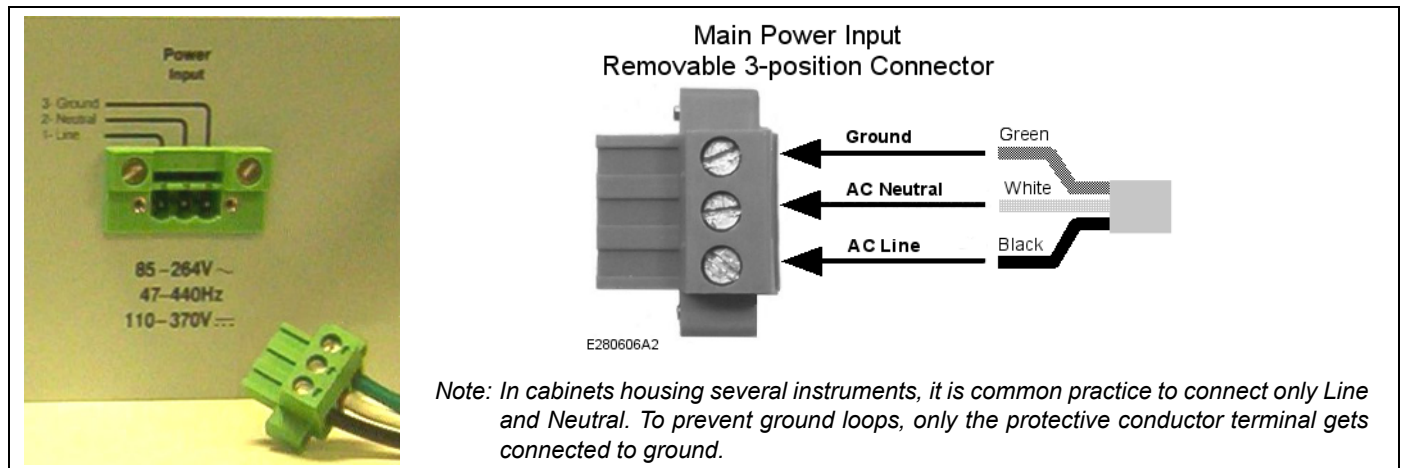 Power
Input
3- Ground
2- Neutral
1- Line
85–264V ~
47–440Hz
110–370V ⎓
Main Power Input
Removable 3-position Connector
Ground
Green
AC Neutral
White
AC Line
Black
E280606A2
Note: In cabinets housing several instruments, it is common practice to connect only Line
and Neutral. To prevent ground loops, only the protective conductor terminal gets
connected to ground.